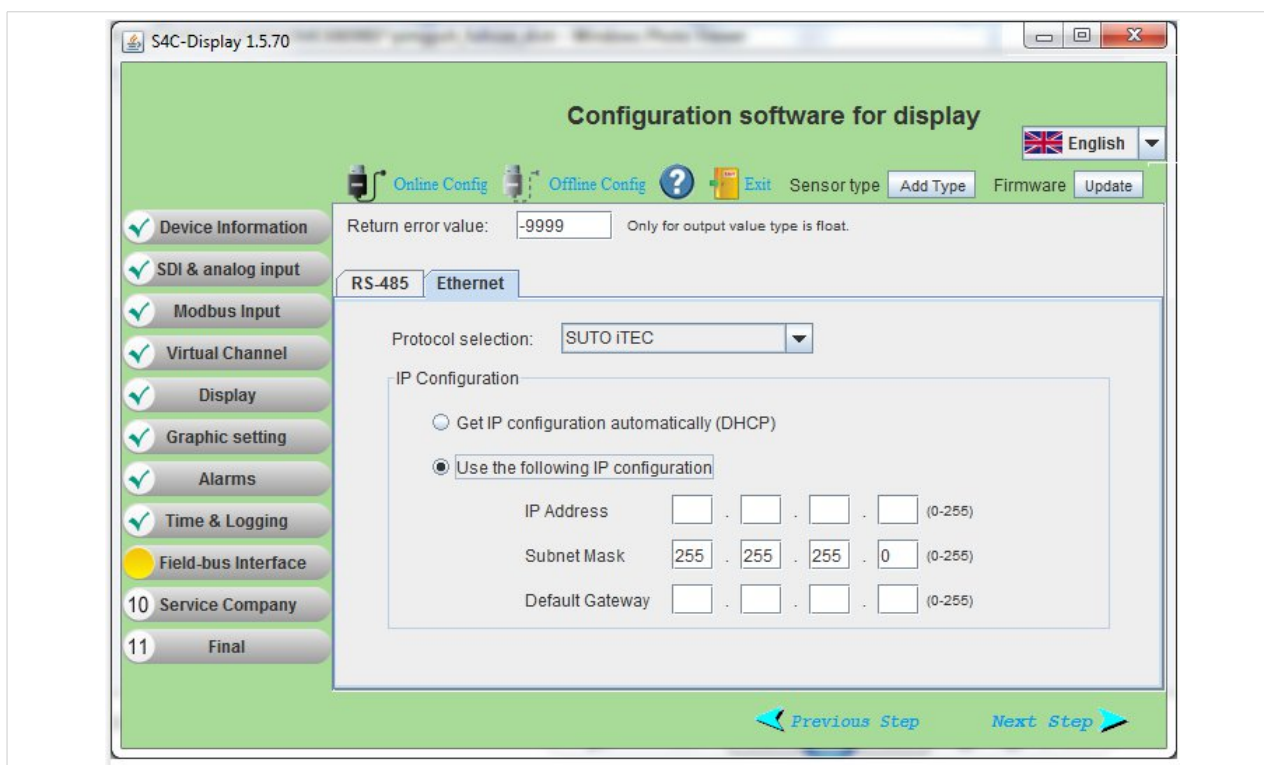 S4C-Display 1.5.70
Configuration software for display
English
Online Config Offline Config ? Exit Sensor type Add Type Firmware Update
Device Information
SDI & analog input
Modbus Input
Virtual Channel
Display
Graphic setting
Alarms
Time & Logging
Field-bus Interface
10 Service Company
11 Final
Return error value: -9999 Only for output value type is float.
RS-485 Ethernet
Protocol selection: SUTO iTEC
IP Configuration
Get IP configuration automatically (DHCP)
Use the following IP configuration
IP Address . . . (0-255)
Subnet Mask 255 . 255 . 255 . 0 (0-255)
Default Gateway . . . (0-255)
Previous Step Next Step